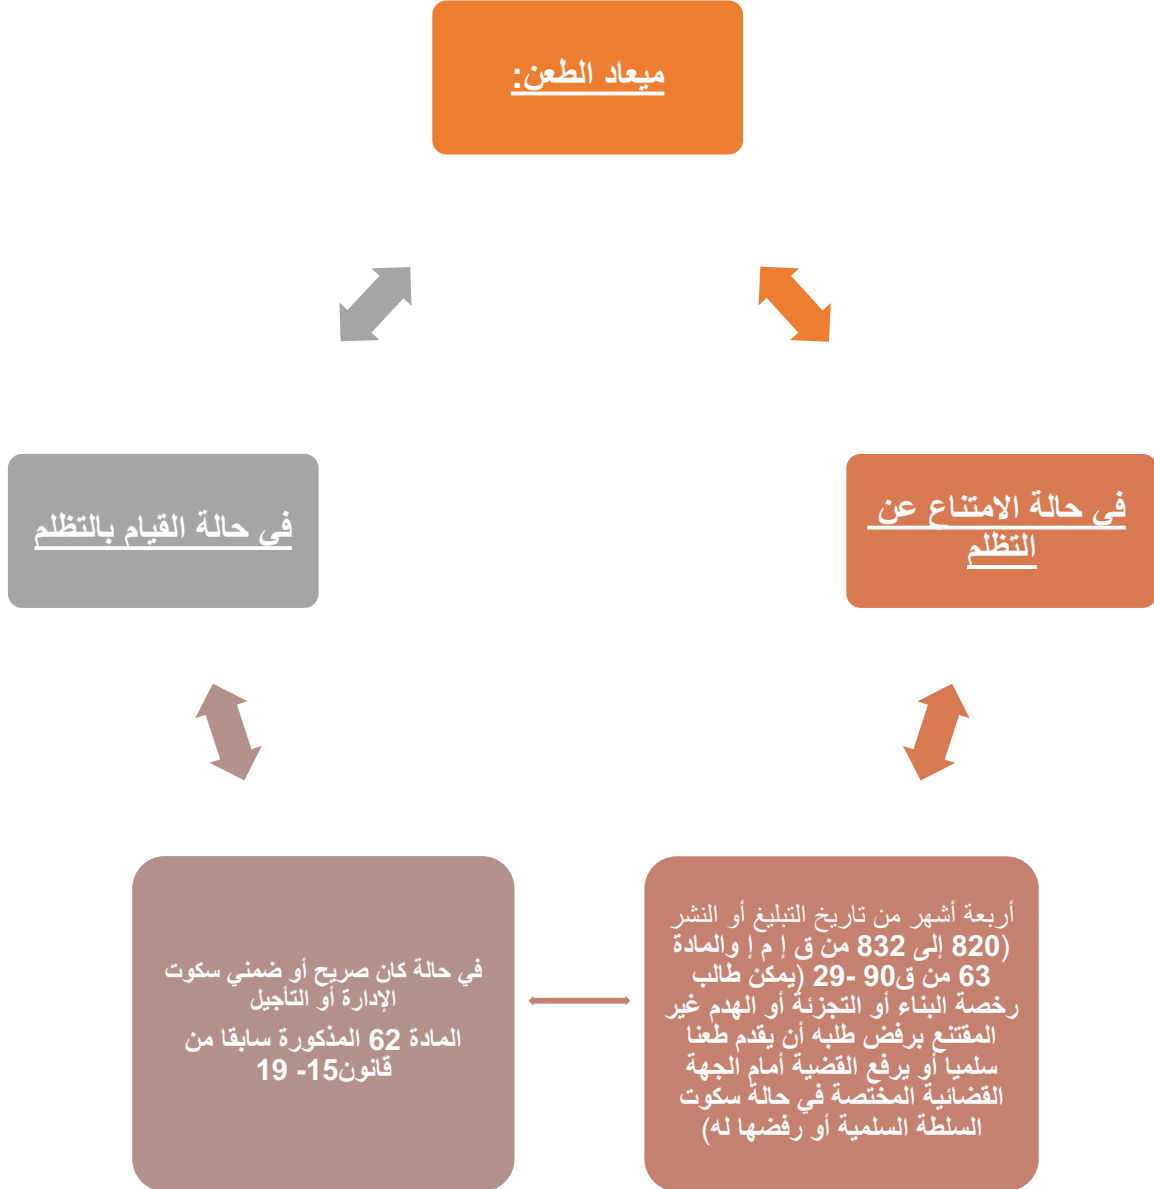 ميعاد الطعن:
في حالة الامتناع عن
التظلم
في حالة القيام بالتظلم
أربعة أشهر من تاريخ التبليغ أو النشر
(820 إلى 832 من ق إ م إ والمادة
63 من ق90 -29 (يمكن طالب
رخصة البناء أو التجزئة أو الهدم غير
المقتنع برفض طلبه أن يقدم طعنا
سلميا أو يرفع القضية أمام الجهة
القضائية المختصة في حالة سكوت
السلطة السلمية أو رفضها له)
في حالة كان صريح أو ضمني سكوت
الإدارة أو التأجيل
المادة 62 المذكورة سابقا من
قانون15- 19